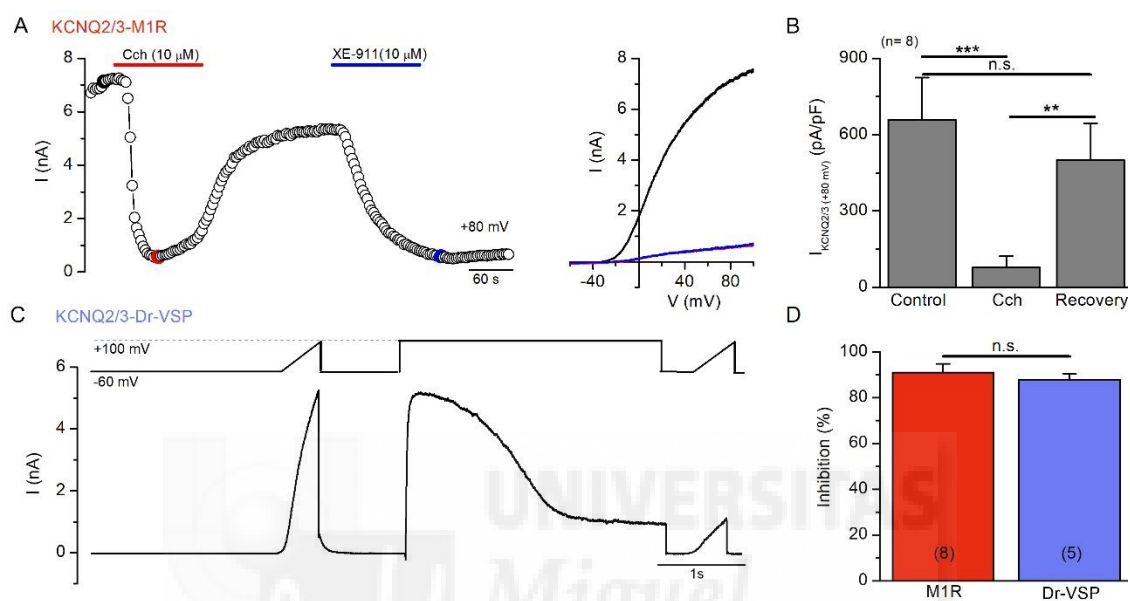 A
KCNQ2/3-M1R
Cch (10 µM)
XE-911(10 µM)
8
6
4
2
0
I (nA)
+80 mV
60 s
8
6
4
2
I (nA)
-40
40
80
V (mV)
B
(n= 8)
***
n.s.
**
900
600
300
0
I KCNQ2/3 (+80 mV) (pA/pF)
Control
Cch
Recovery
C
KCNQ2/3-Dr-VSP
+100 mV
-60 mV
6
4
2
0
I (nA)
1s
UNIVERSITAS
Miguel
D
n.s.
100
80
60
40
20
0
Inhibition (%)
(8)
(5)
M1R
Dr-VSP